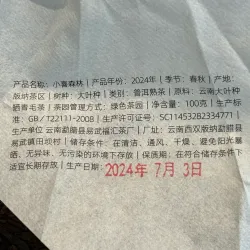 产品名称：小喜森林｜产品年份：2024年｜季节：春秋｜产地：
版纳茶区｜树种：大叶种｜类别：普洱熟茶｜原料：云南大叶种
晒青毛茶｜茶园管理方式：绿色茶园｜净含量：100克｜生产标
准：GB/T22111-2008｜生产许可证号：SC11453282334771｜
生产单位：云南勐腊县易武福汇茶厂｜厂址：云南西双版纳勐腊县
易武镇田坝村｜储存条件：在清洁、通风、干燥、避免阳光暴
晒、无异味、无污染的环境下存放｜保质期：在符合储存条件下
适宜长期存放｜生产日期：
2024年 7月 3日